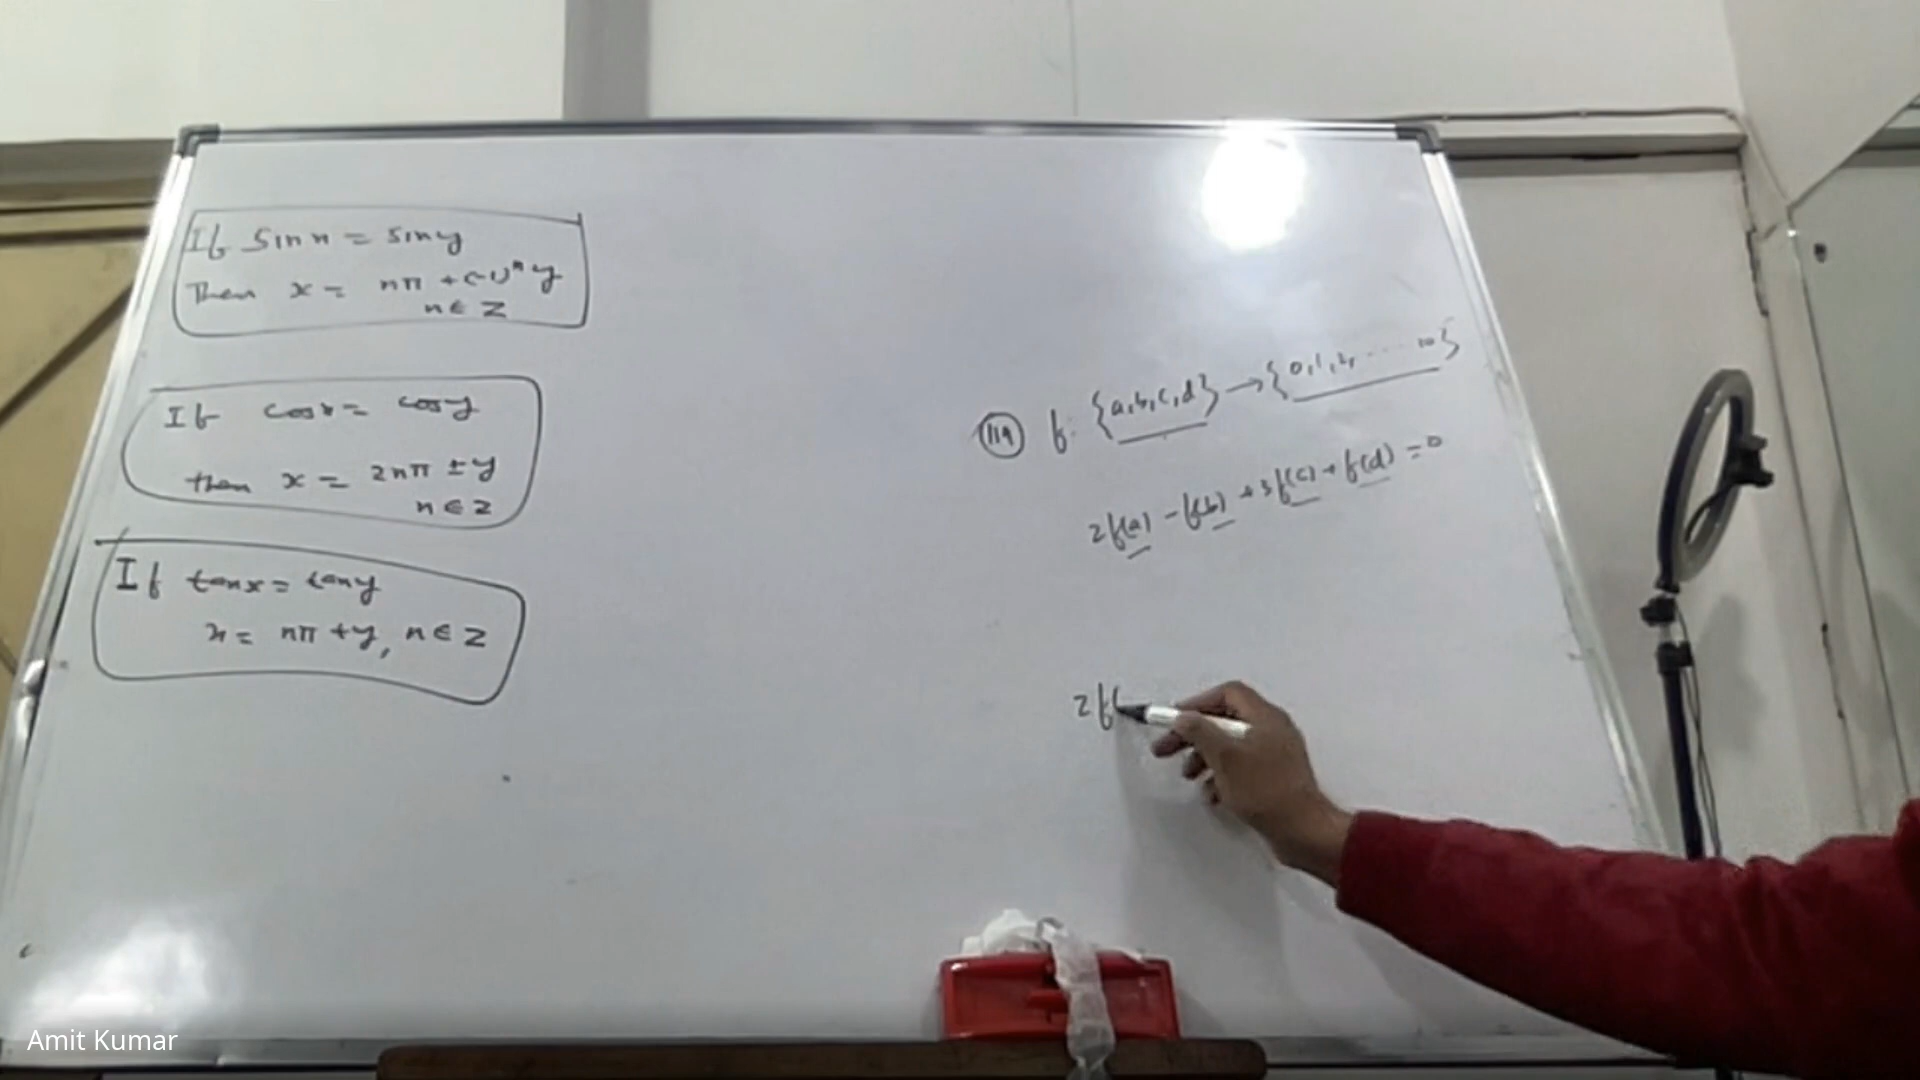 If sinx = siny
Then x = nπ + (-1)ⁿ y
n ∈ Z
If cosx = cosy
then x = 2nπ ± y
n ∈ Z
If tanx = tany
x = nπ + y, n ∈ Z
119 f: {a,b,c,d} → {0,1,2, .... 10}
2f(a) - f(b) + 3f(c) + f(d) = 0
2f(
Amit Kumar